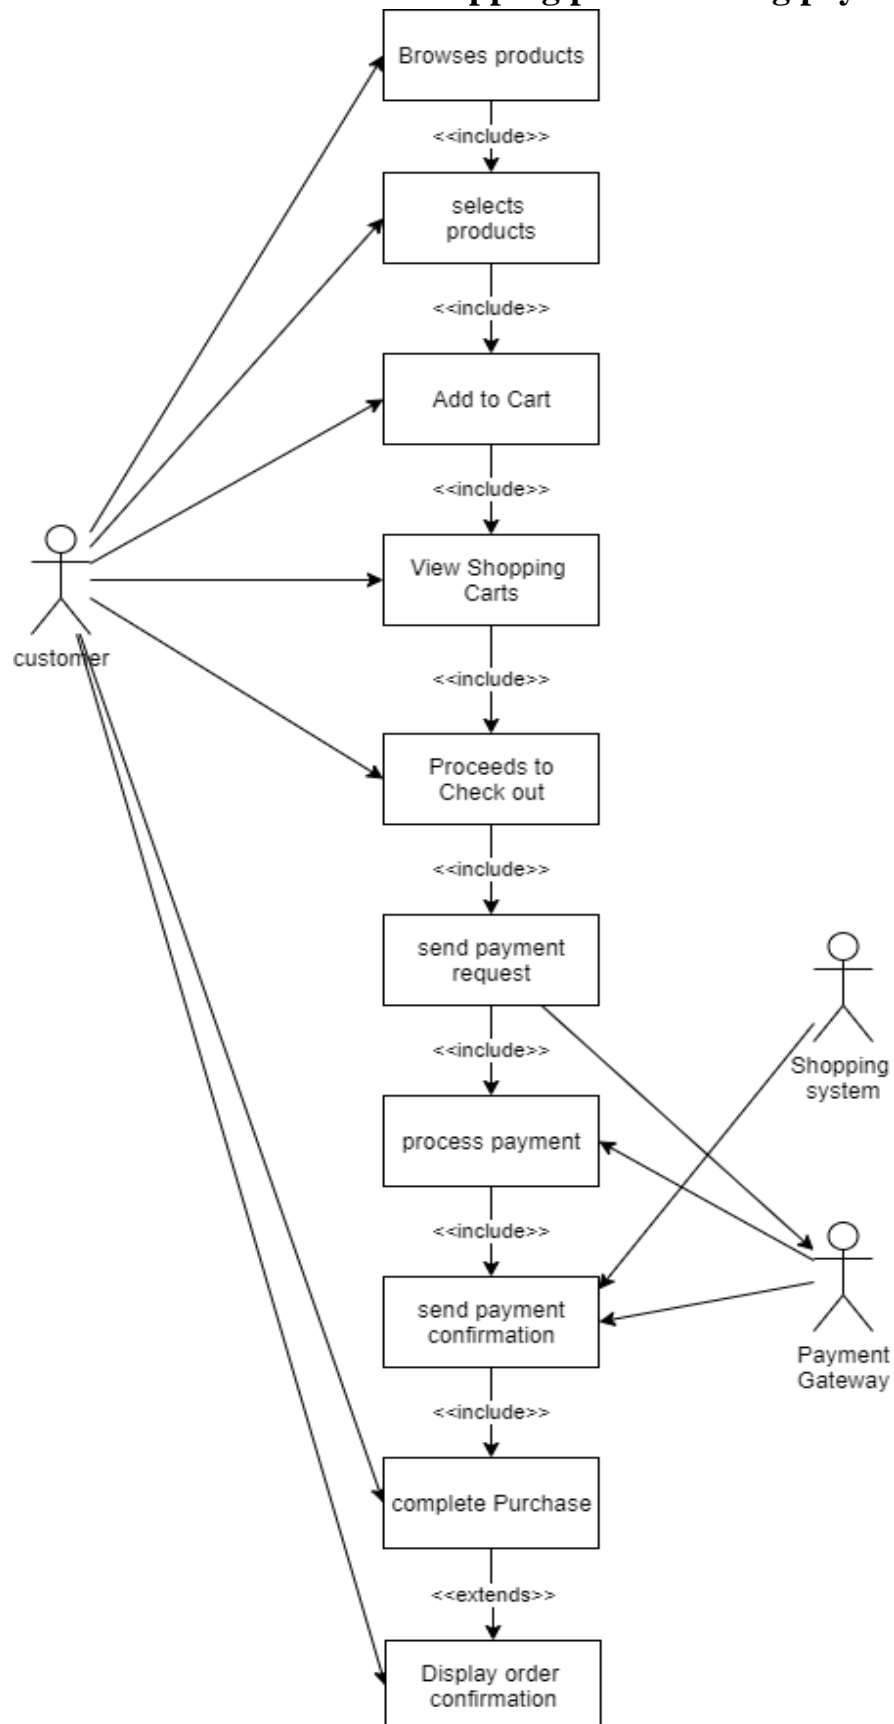 Browses products
<<include>>
selects
products
<<include>>
Add to Cart
<<include>>
View Shopping
Carts
customer
<<include>>
Proceeds to
Check out
<<include>>
send payment
request
<<include>>
Shopping
system
process payment
<<include>>
send payment
confirmation
Payment
Gateway
<<include>>
complete Purchase
<<extends>>
Display order
confirmation